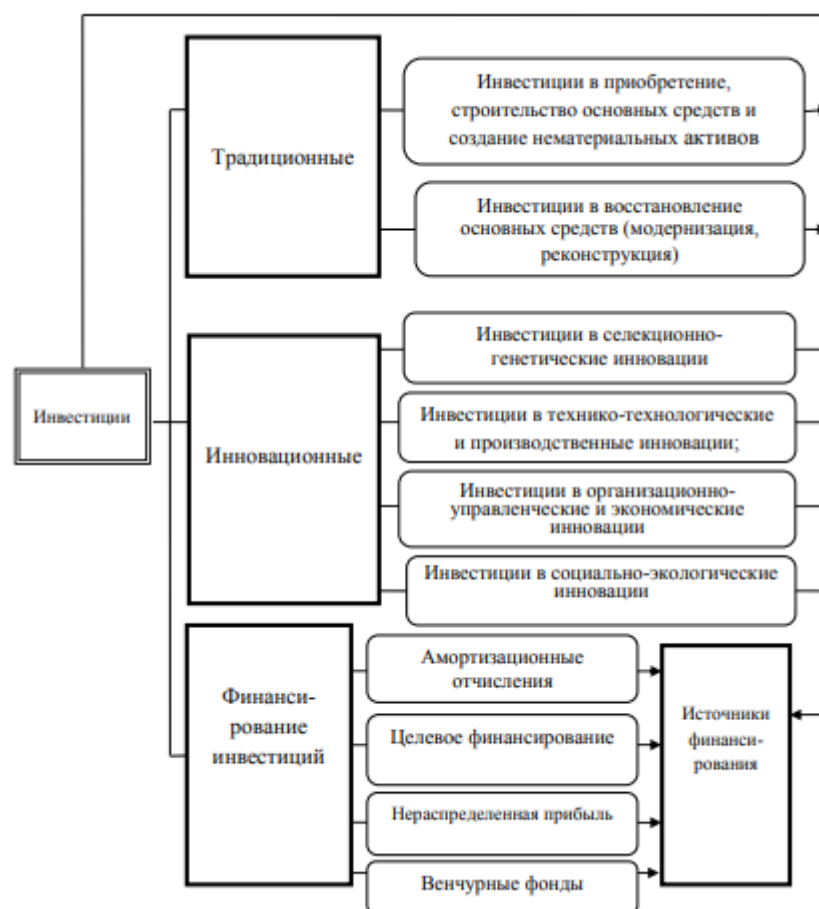 Традиционные
Инвестиции в приобретение,
строительство основных средств и
создание нематериальных активов
Инвестиции в восстановление
основных средств (модернизация,
реконструкция)
Инвестиции
Инновационные
Инвестиции в селекционно-
генетические инновации
Инвестиции в технико-технологические
и производственные инновации;
Инвестиции в организационно-
управленческие и экономические
инновации
Инвестиции в социально-экологические
инновации
Финанси-
рование
инвестиций
Амортизационные
отчисления
Целевое финансирование
Нераспределенная прибыль
Венчурные фонды
Источники
финанси-
рования